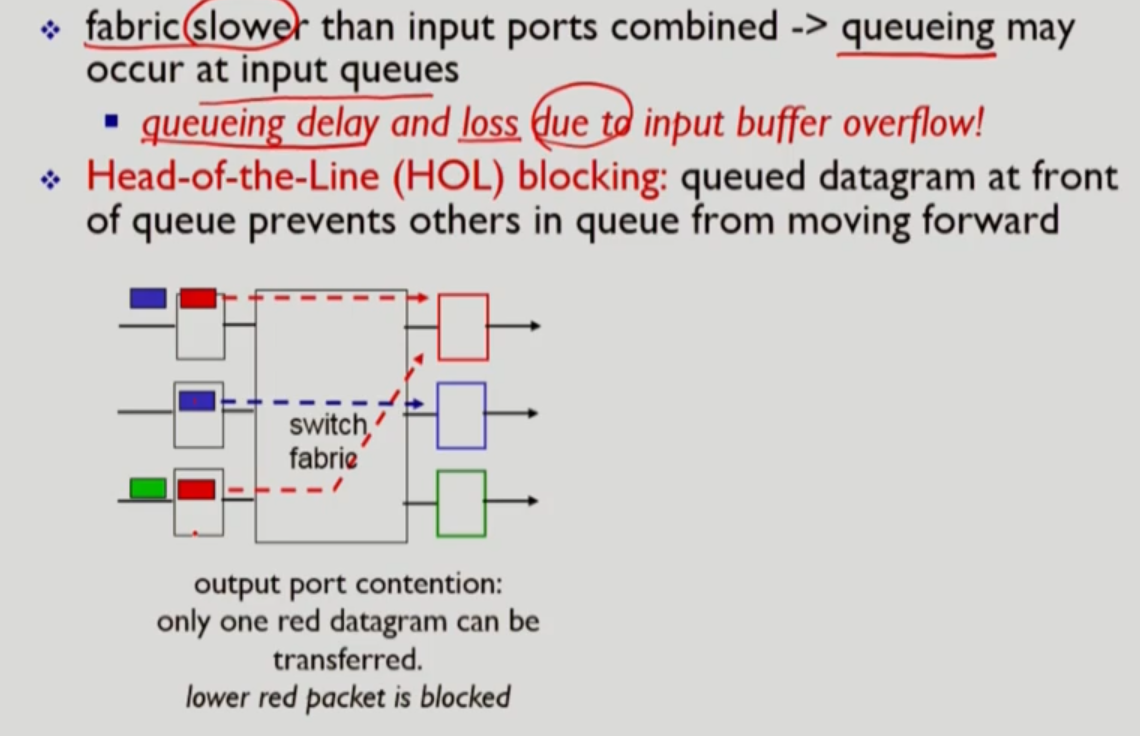 fabric slower than input ports combined -> queueing may
occur at input queues
queueing delay and loss due to input buffer overflow!
Head-of-the-Line (HOL) blocking: queued datagram at front
of queue prevents others in queue from moving forward
switch
fabric
output port contention:
only one red datagram can be
transferred.
lower red packet is blocked